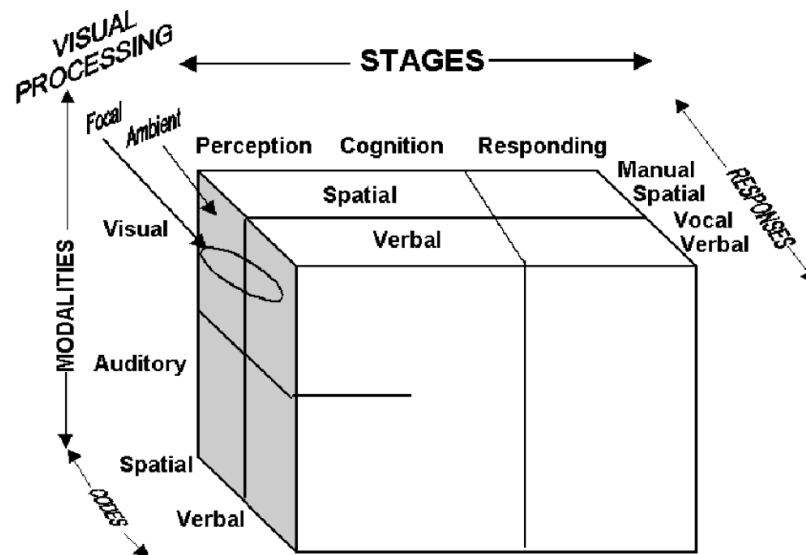 VISUAL
PROCESSING
STAGES
Focal
Ambient
Perception Cognition Responding
Manual
Spatial
Spatial
Vocal
Verbal
Verbal
RESPONSES
Visual
MODALITIES
Auditory
Spatial
Verbal
CODES